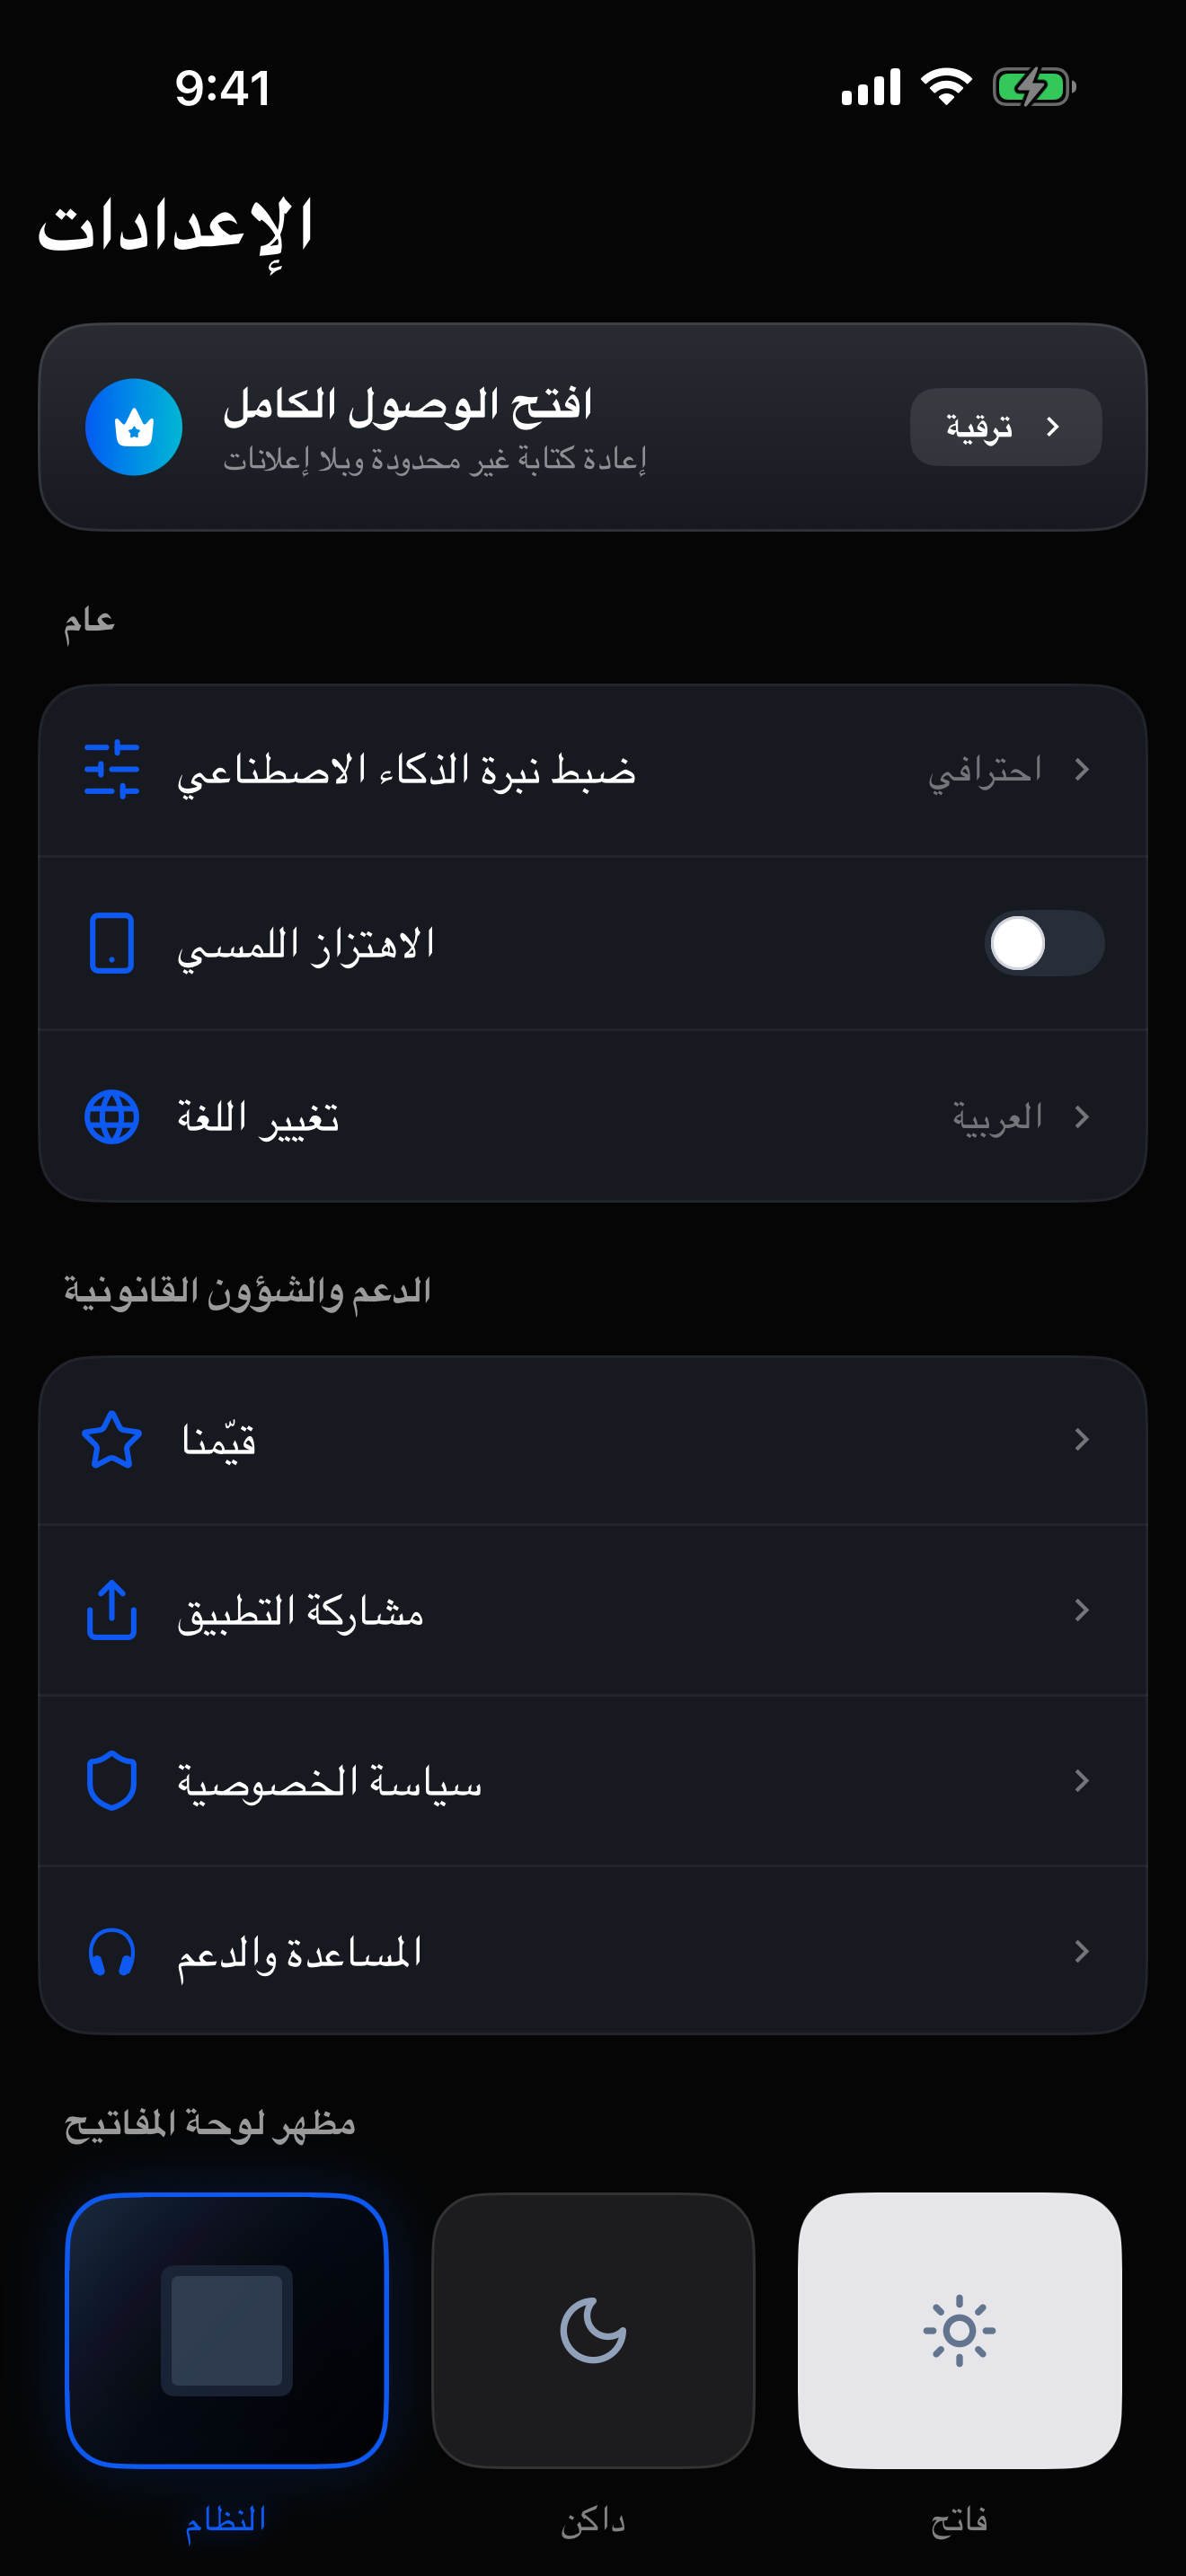 9:41
الإعدادات
افتح الوصول الكامل
إعادة كتابة غير محدودة وبلا إعلانات
ترقية
عام
ضبط نبرة الذكاء الاصطناعي
احترافي
الاهتزاز اللمسي
تغيير اللغة
العربية
الدعم والشؤون القانونية
قيّمنا
مشاركة التطبيق
سياسة الخصوصية
المساعدة والدعم
مظهر لوحة المفاتيح
النظام
داكن
فاتح